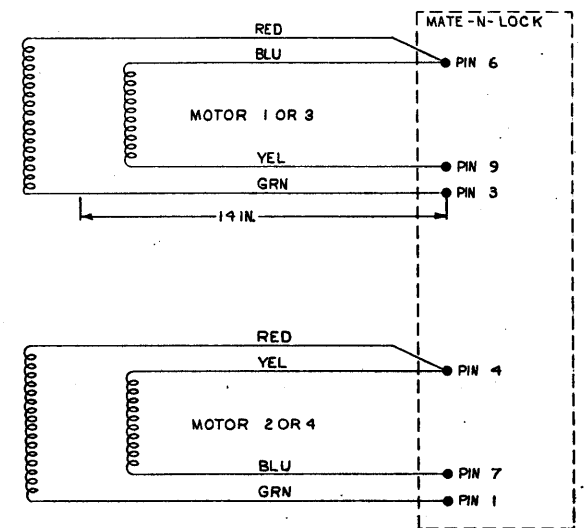 MATE-N-LOCK
RED
BLU
PIN 6
MOTOR 1 OR 3
YEL
PIN 9
GRN
PIN 3
14 IN.
RED
YEL
PIN 4
MOTOR 2 OR 4
BLU
PIN 7
GRN
PIN 1